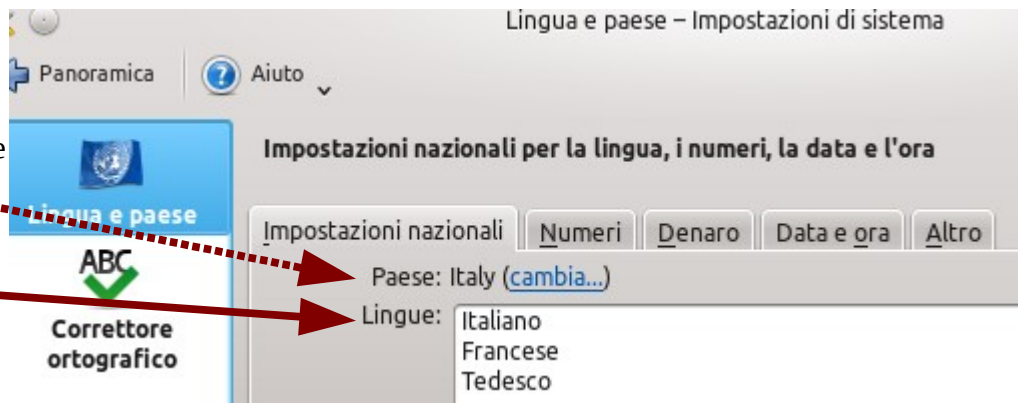 Lingua e paese – Impostazioni di sistema
Panoramica
Aiuto
e
Impostazioni nazionali per la lingua, i numeri, la data e l'ora
Lingua e paese
Impostazioni nazionali Numeri Denaro Data e ora Altro
ABC
Paese: Italy (cambia...)
Correttore
ortografico
Lingue: Italiano
Francese
Tedesco